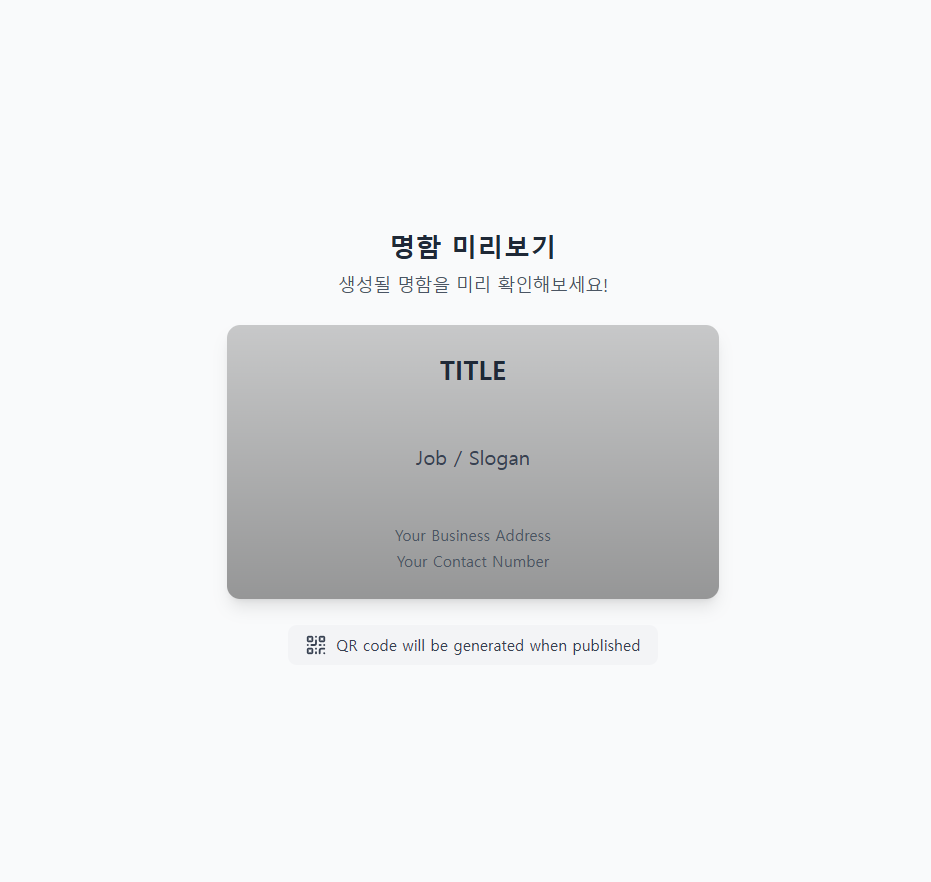 명함 미리보기
생성될 명함을 미리 확인해보세요!
TITLE
Job / Slogan
Your Business Address
Your Contact Number
QR code will be generated when published